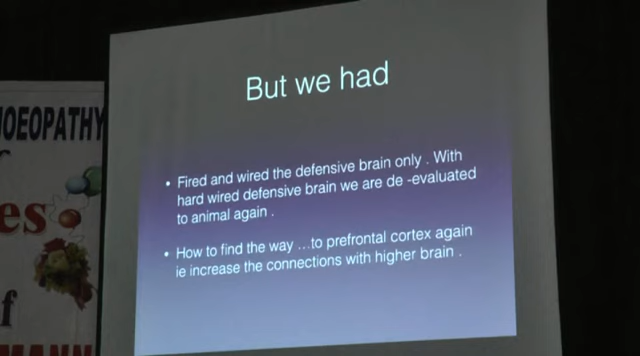 But we had
• Fired and wired the defensive brain only . With
hard wired defensive brain we are de -evaluated
to animal again .
• How to find the way ...to prefrontal cortex again
ie increase the connections with higher brain .
OEOPATHY
es
f
MANN